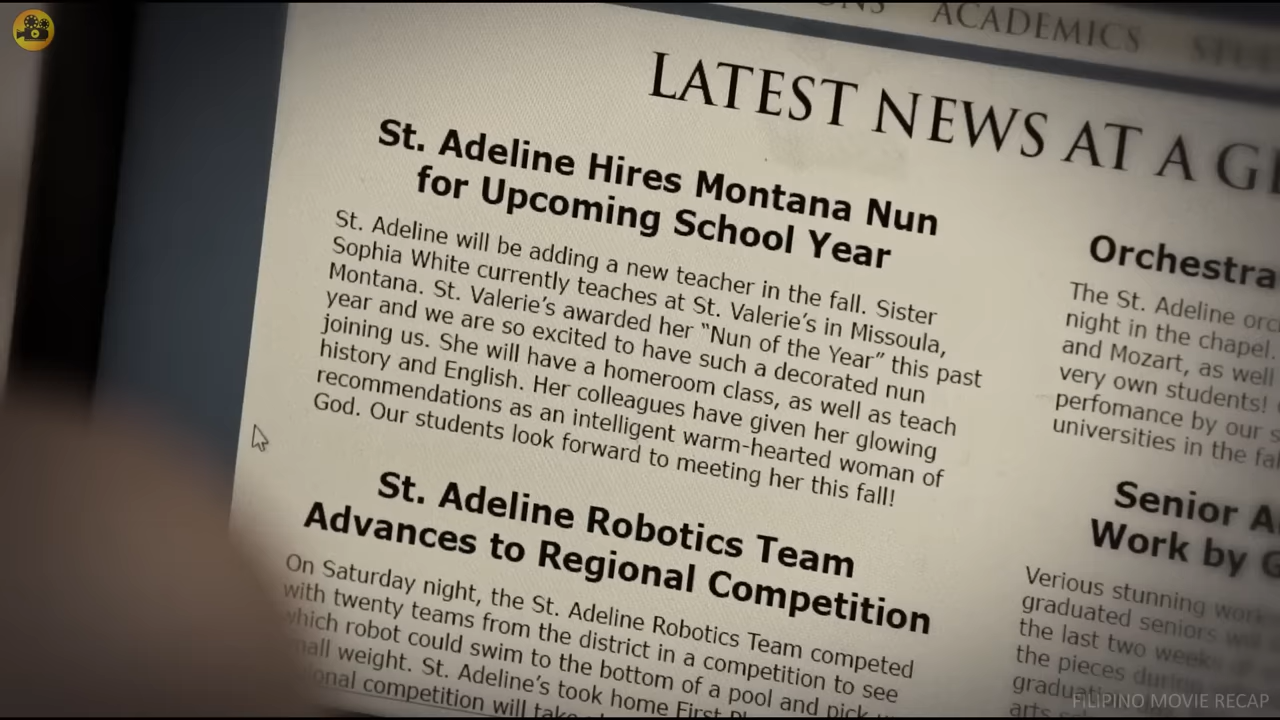 ACADEMICS
LATEST NEWS AT A
St. Adeline Hires Montana Nun
for Upcoming School Year
St. Adeline will be adding a new teacher in the fall. Sister
Sophia White currently teaches at St. Valerie's in Missoula,
Montana. St. Valerie's awarded her "Nun of the Year" this past
year and we are so excited to have such a decorated nun
joining us. She will have a homeroom class, as well as teach
history and English. Her colleagues have given her glowing
recommendations as an intelligent warm-hearted woman of
God. Our students look forward to meeting her this fall!
St. Adeline Robotics Team
Advances to Regional Competition
On Saturday night, the St. Adeline Robotics Team competed
with twenty teams from the district in a competition to see
which robot could swim to the bottom of a pool and pick
weight. St. Adeline's took home First
competition will
Orchestra
The St. Adeline
night in the chapel.
and Mozart, as well
very own students!
perfomance by our
universities in the
Senior
Work by
Verious stunning
graduated seniors
the last two weeks
the pieces
FILIPINO MOVIE RECAP